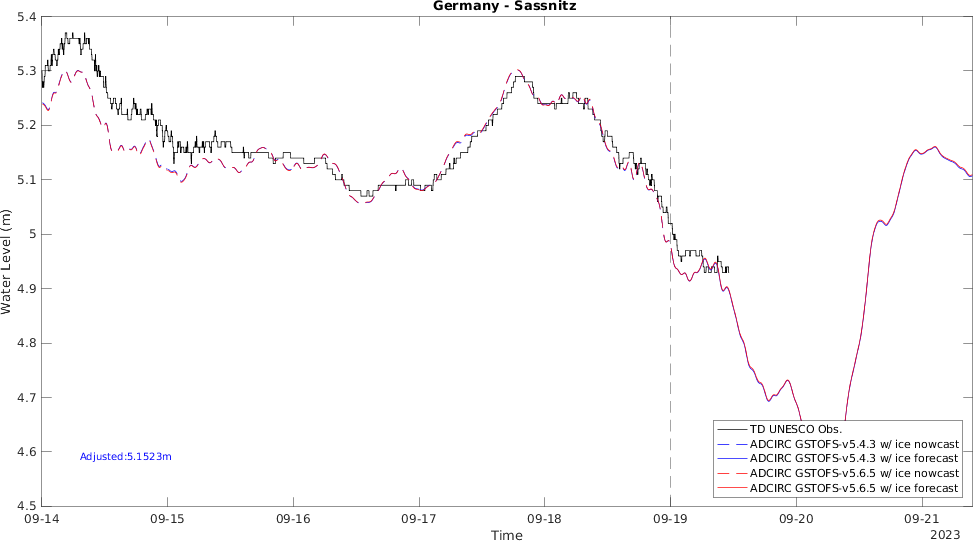 Germany - Sassnitz
5.4
5.3
5.2
5.1
5
4.9
4.8
4.7
4.6
4.5
Water Level (m)
Adjusted:5.1523m
TD UNESCO Obs.
ADCIRC GSTOFS-v5.4.3 w/ ice nowcast
ADCIRC GSTOFS-v5.4.3 w/ ice forecast
ADCIRC GSTOFS-v5.6.5 w/ ice nowcast
ADCIRC GSTOFS-v5.6.5 w/ ice forecast
09-14 09-15 09-16 09-17 09-18 09-19 09-20 09-21
Time
2023